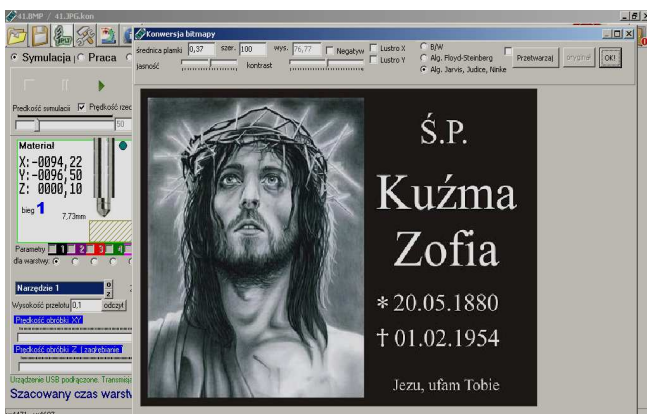 41.BMP / 41.JPG.kon
Konwersja bitmapy
średnica plamki 0,37 szer. 100 wys. 76,77 Negatyw Lustro X B/W
Lustro Y Alg. Floyd-Steinberg Przetwarzaj oryginał OK!
jasność kontrast Alg. Jarvis, Judice, Ninke
Symulacja Praca
Prędkość symulacji Prędkość rzec
50
Materiał
X:-0094,22
Y:-0096,50
Z: 0000,10
bieg 1
7,73mm
Parametry 1 2 3 4
dla warstwy:
Narzędzie 1
Wysokość przelotu 0,1 odczyt
Prędkość obróbki XY
Prędkość obróbki Z (zagłębianie)
Urządzenie USB podłączone. Transmisja
Szacowany czas warstw
Ś.P.
Kuźma
Zofia
* 20.05.1880
† 01.02.1954
Jezu, ufam Tobie